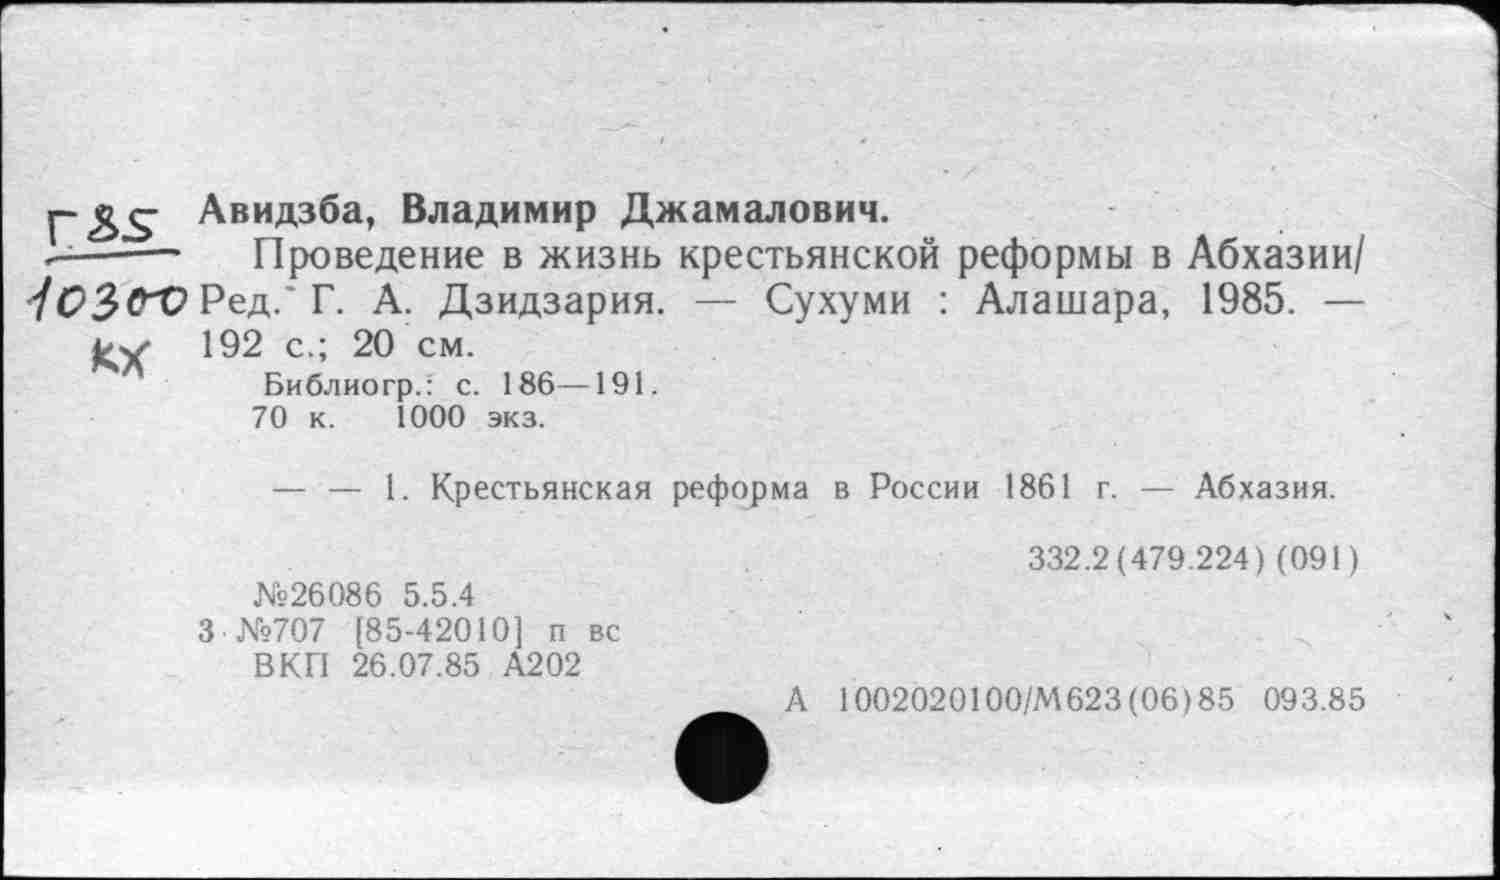 Г85
10300
КХ
Авидзба, Владимир Джамалович.
Проведение в жизнь крестьянской реформы в Абхазии/
Ред. Г. А. Дзидзария. — Сухуми : Алашара, 1985. —
192 с.; 20 см.
Библиогр.: с. 186—191.
70 к. 1000 экз.
— — 1. Крестьянская реформа в России 1861 г. — Абхазия.
332.2(479.224)(091)
№26086 5.5.4
3 №707 [85-42010] п вс
ВКП 26.07.85 А202
А 1002020100/М623(06)85 093.85